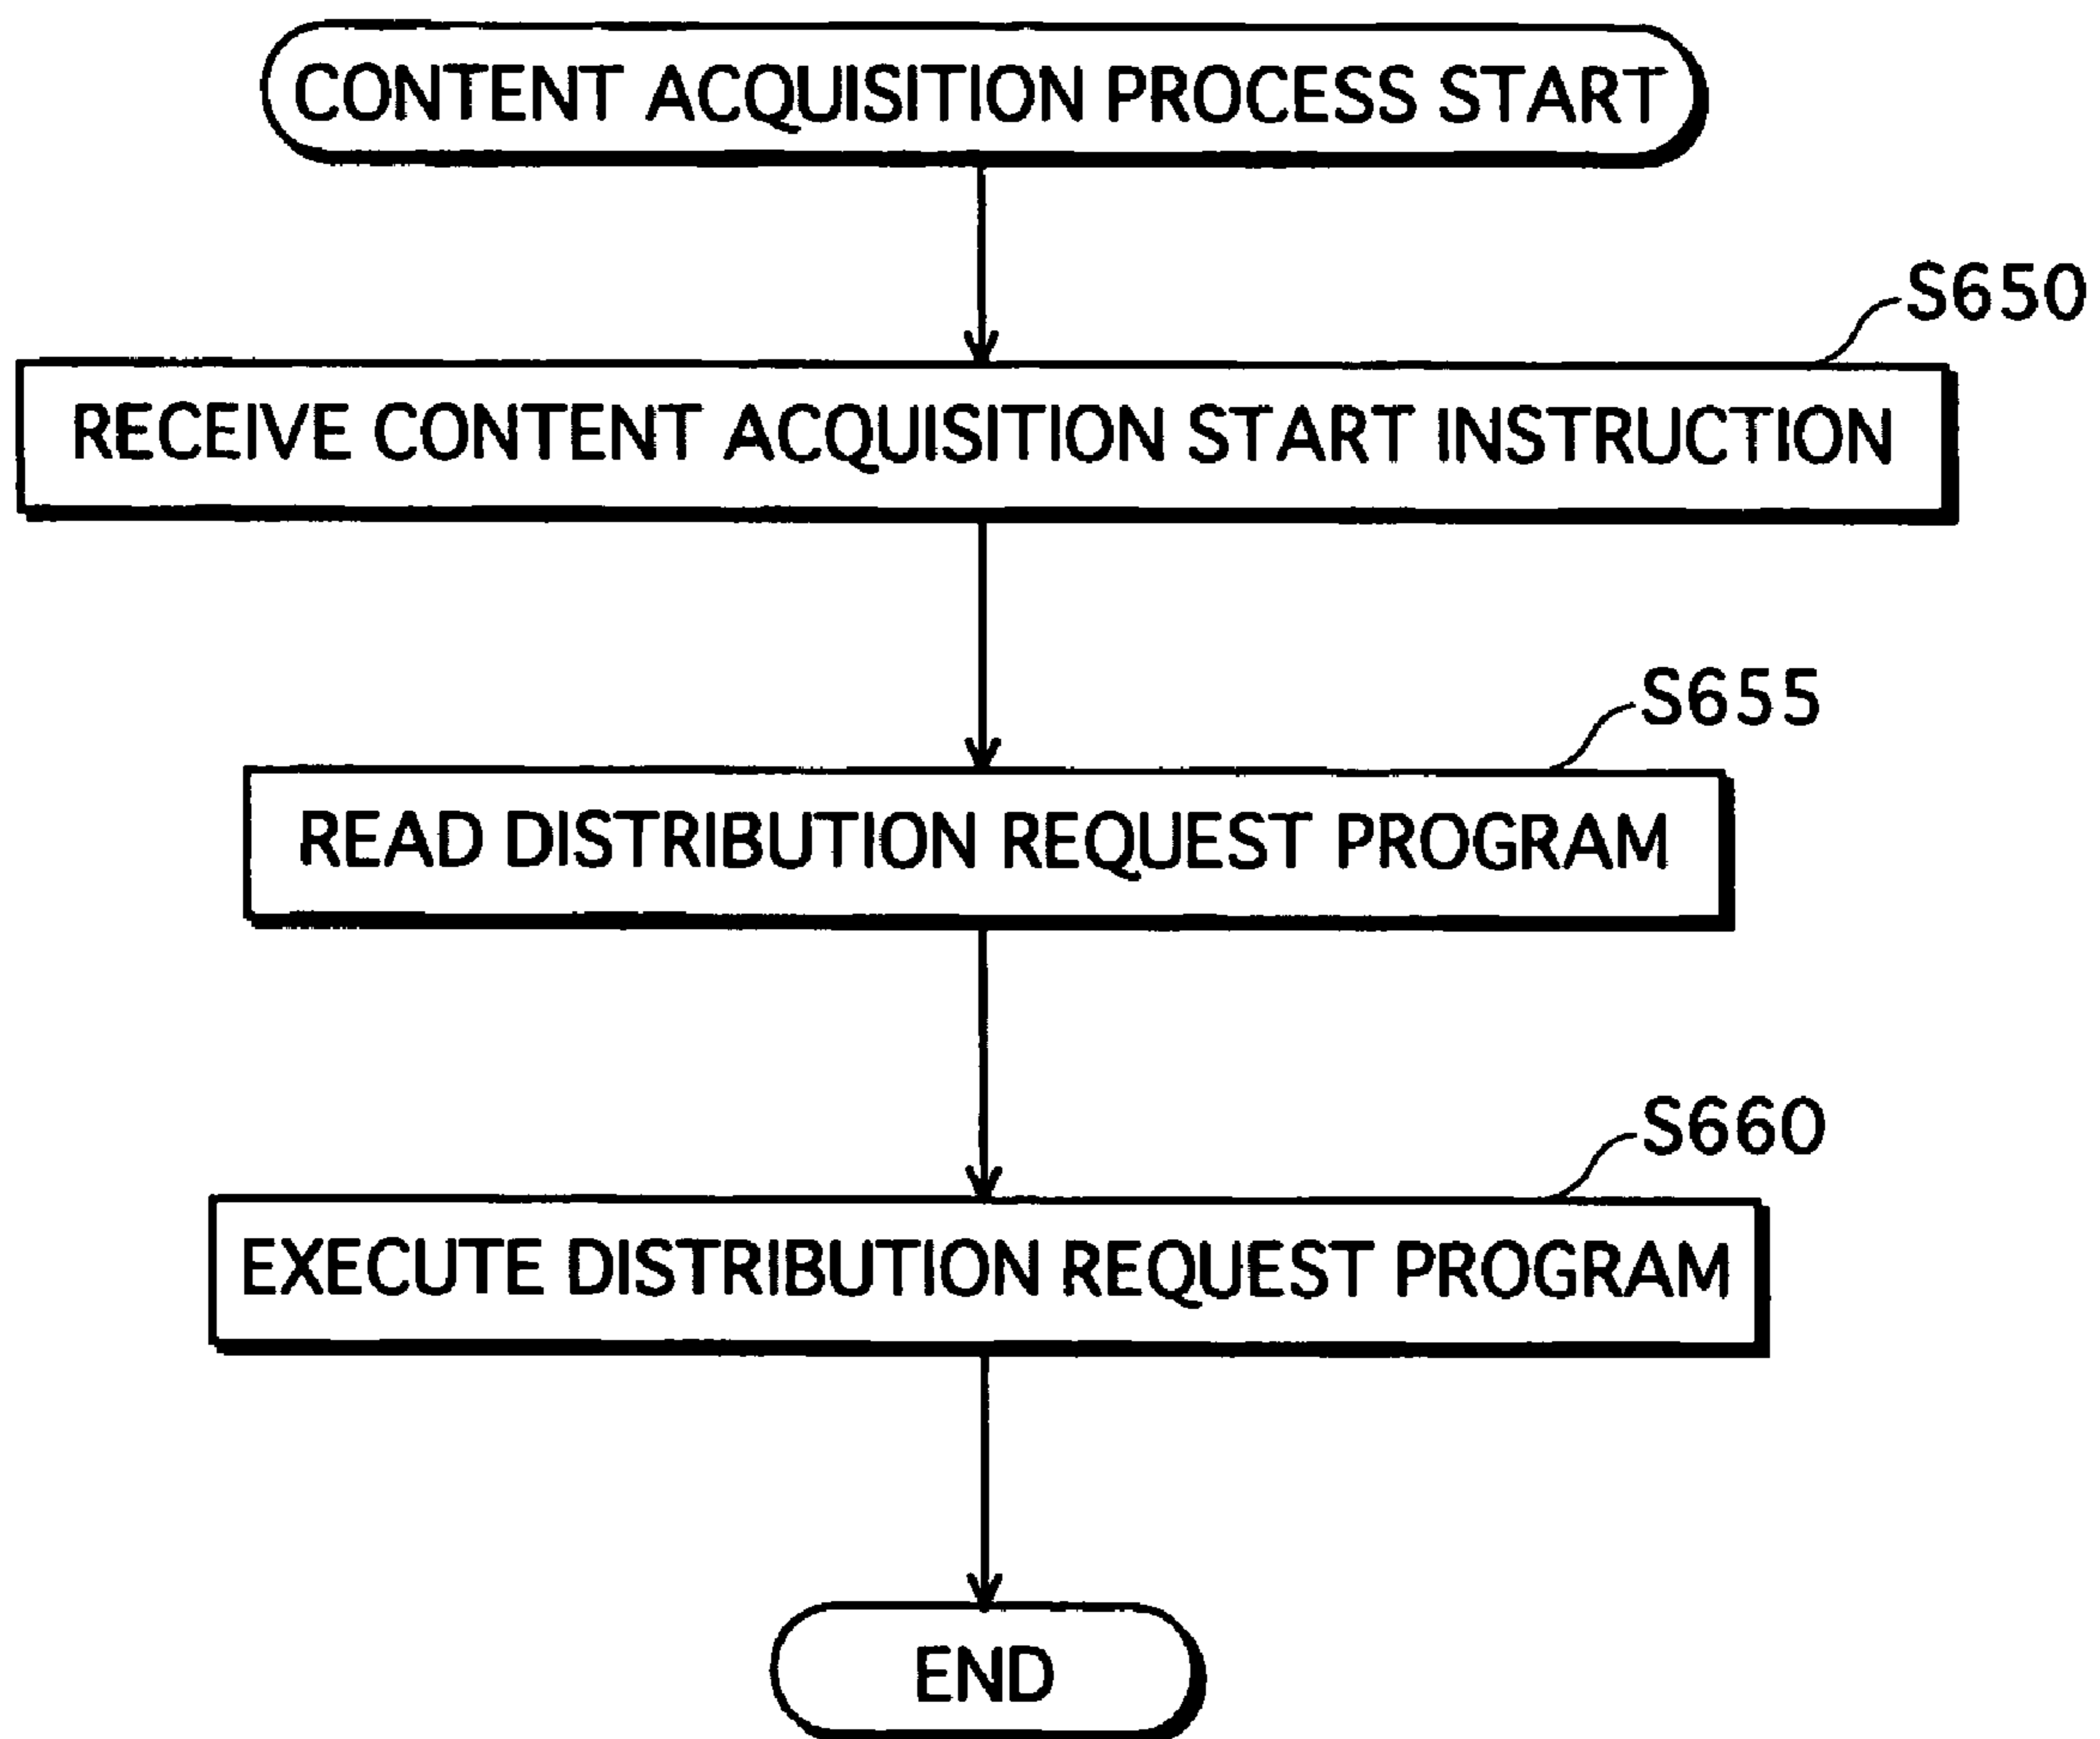 CONTENT ACQUISITION PROCESS START
S650
RECEIVE CONTENT ACQUISITION START INSTRUCTION
S655
READ DISTRIBUTION REQUEST PROGRAM
S660
EXECUTE DISTRIBUTION REQUEST PROGRAM
END